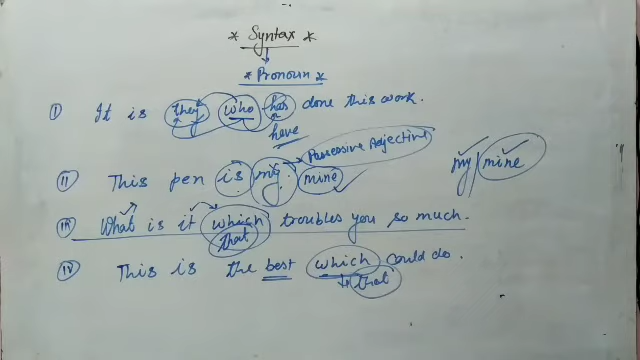 * Syntax *
* Pronoun *
I It is they who has done this work.
have
Possessive Adjective
II This pen is my. mine my/mine
III What is it which troubles you so much.
that
IV This is the best which could do.
that